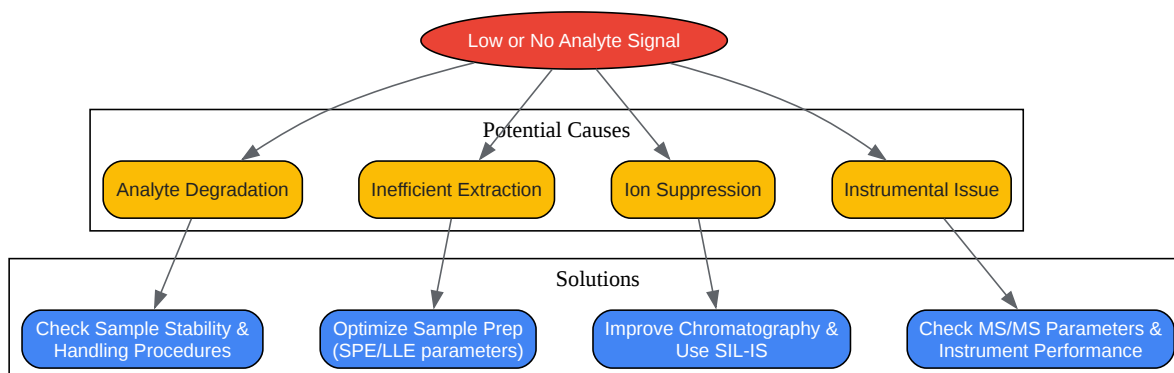 Low or No Analyte Signal
Potential Causes
Analyte Degradation
Inefficient Extraction
Ion Suppression
Instrumental Issue
Solutions
Check Sample Stability &
Handling Procedures
Optimize Sample Prep
(SPE/LLE parameters)
Improve Chromatography &
Use SIL-IS
Check MS/MS Parameters &
Instrument Performance